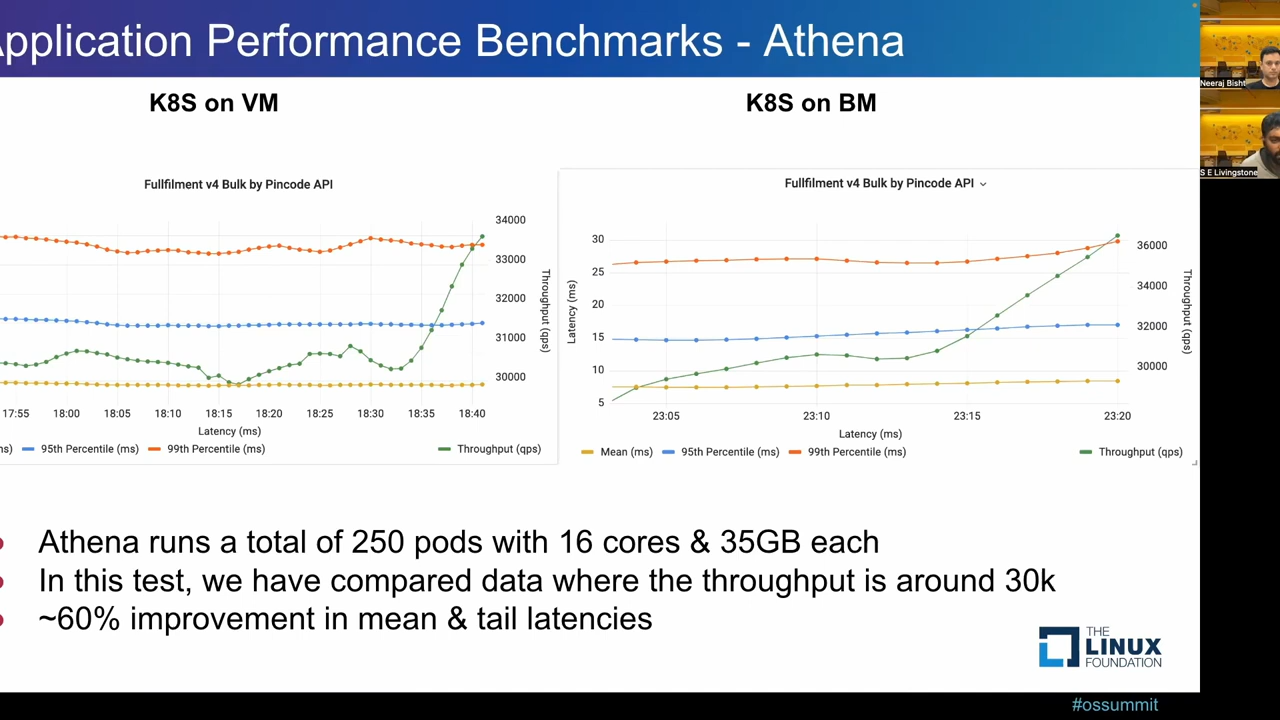 pplication Performance Benchmarks - Athena
K8S on VM
K8S on BM
Neeraj Bisht
S E Livingstone
Fullfilment v4 Bulk by Pincode API
34000
33000
32000
31000
30000
Throughput (qps)
17:55 18:00 18:05 18:10 18:15 18:20 18:25 18:30 18:35 18:40
Latency (ms)
ns) 95th Percentile (ms) 99th Percentile (ms) Throughput (qps)
Fullfilment v4 Bulk by Pincode API
Latency (ms)
30
25
20
15
10
5
36000
34000
32000
30000
Throughput (qps)
23:05 23:10 23:15 23:20
Latency (ms)
Mean (ms) 95th Percentile (ms) 99th Percentile (ms) Throughput (qps)
Athena runs a total of 250 pods with 16 cores & 35GB each
In this test, we have compared data where the throughput is around 30k
~60% improvement in mean & tail latencies
THE
LINUX
FOUNDATION
#ossummit